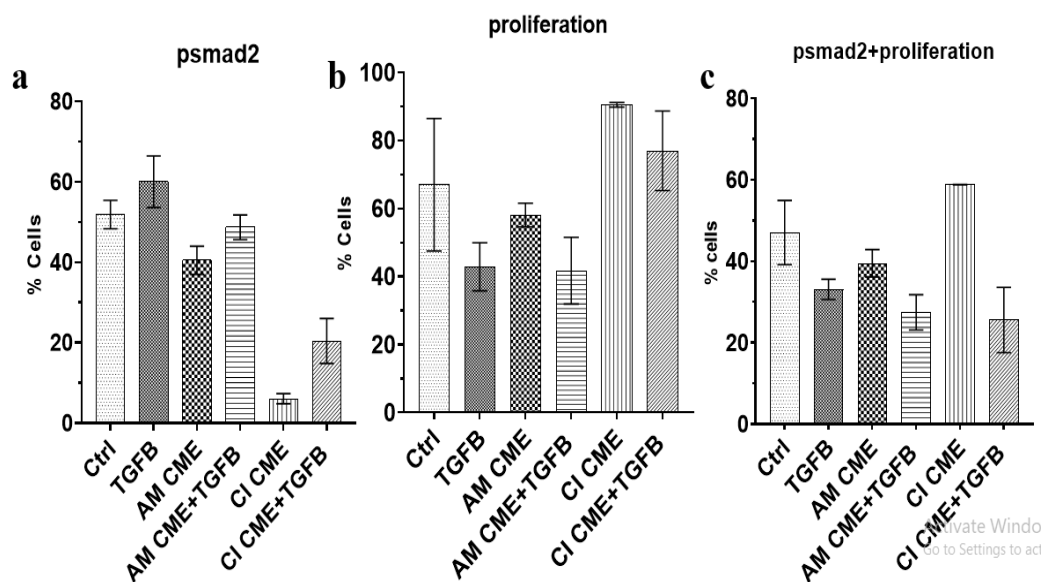 psmad2
proliferation
psmad2+proliferation
a
b
c
% Cells
80
60
40
20
0
Ctrl
TGFB
AM CME
AM CME+TGFB
CI CME
CI CME+TGFB
% Cells
100
80
60
40
20
0
Ctrl
TGFB
AM CME
AM CME+TGFB
CI CME
CI CME+TGFB
% cells
80
60
40
20
0
Ctrl
TGFB
AM CME
AM CME+TGFB
CI CME
CI CME+TGFB
Activate Windo
Go to Settings to act